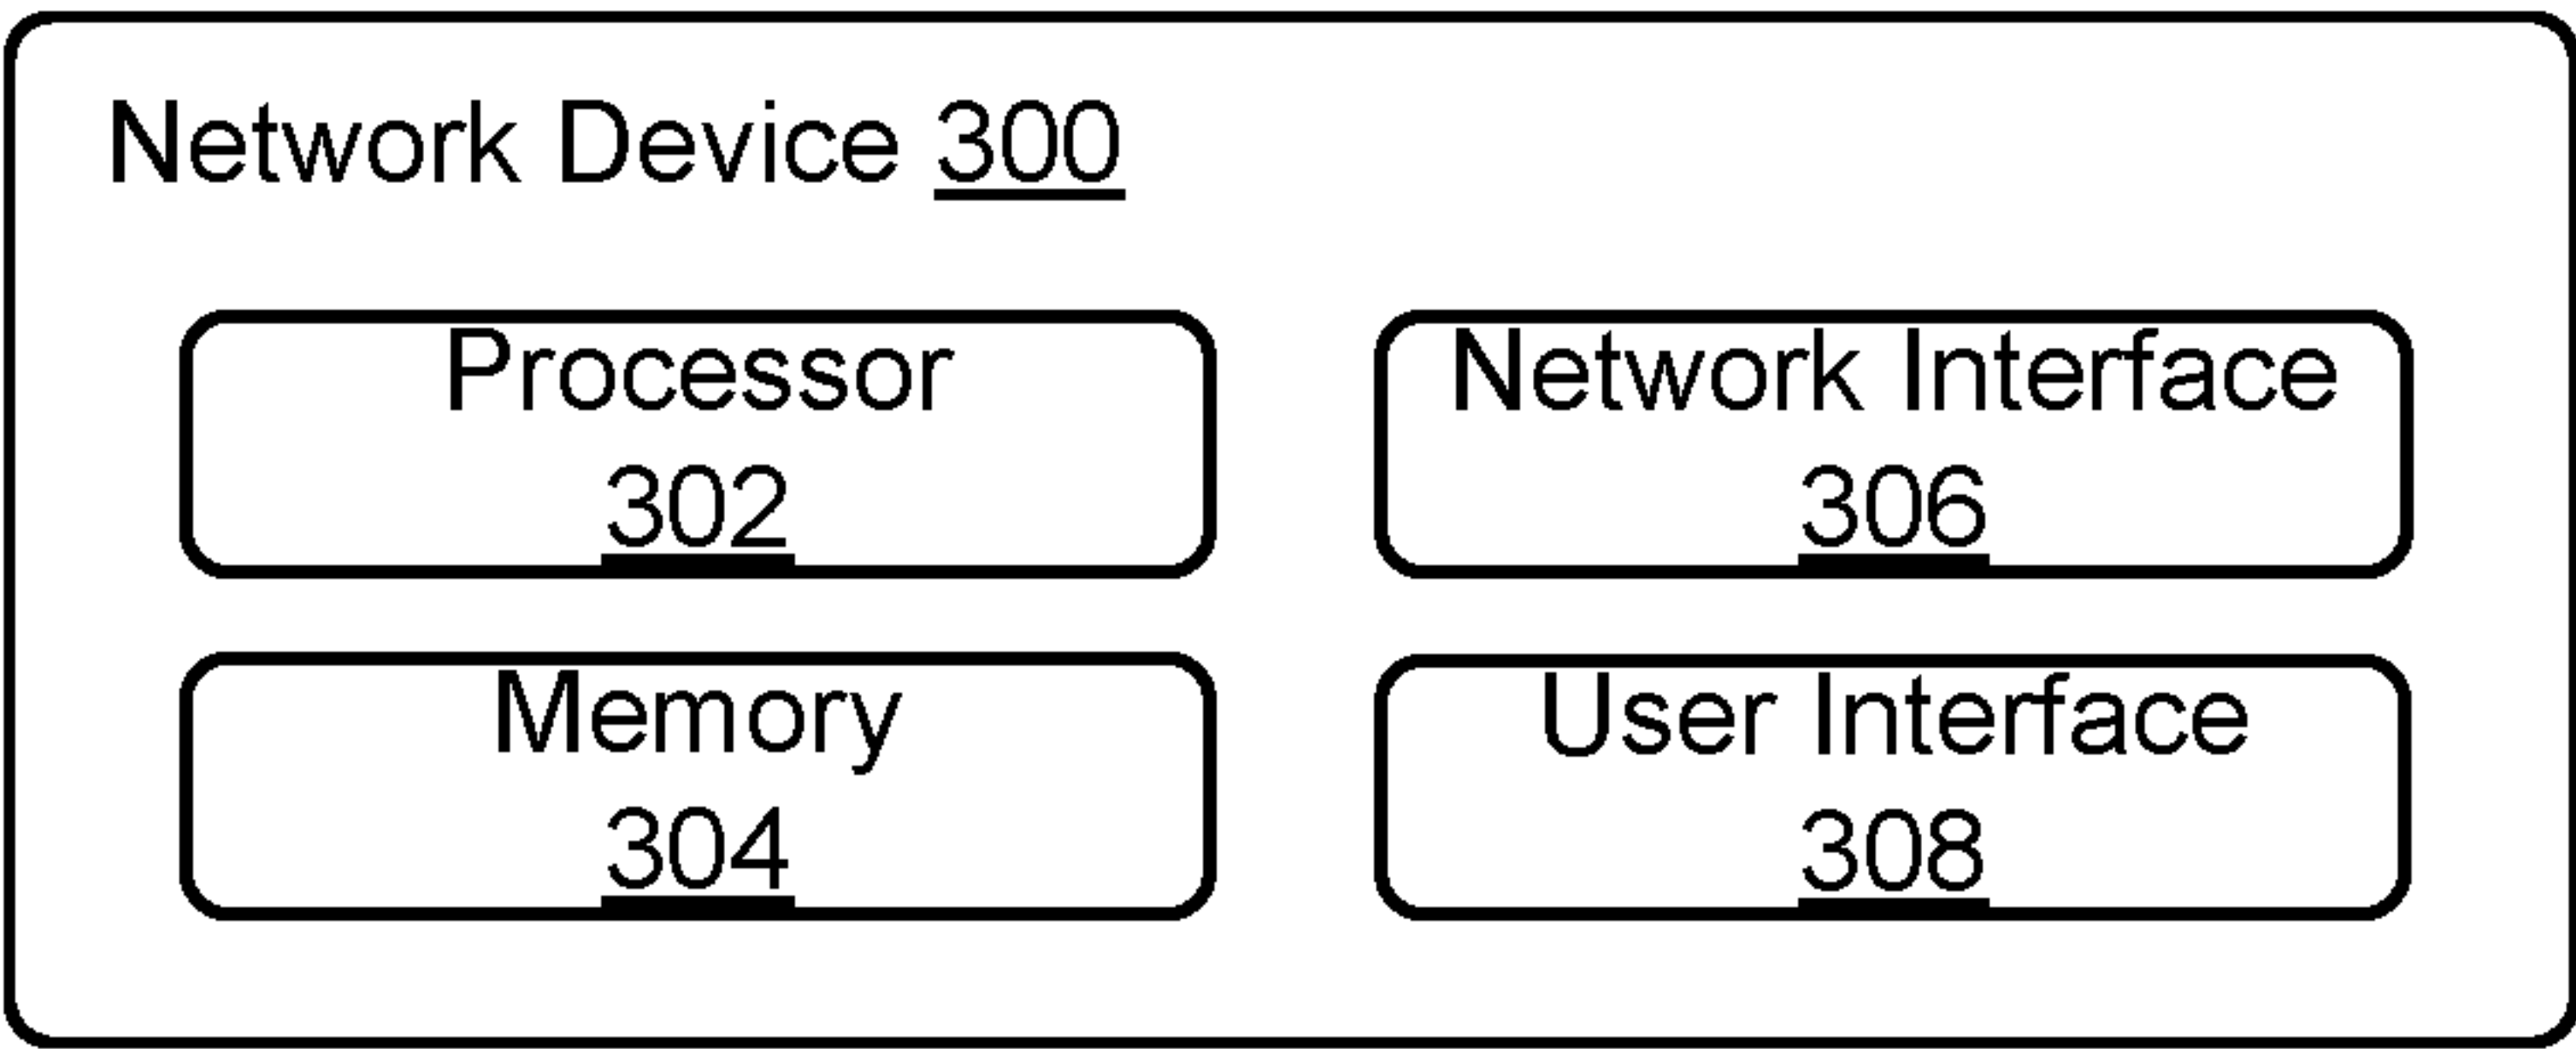 Network Device 300
Processor
302
Network Interface
306
Memory
304
User Interface
308